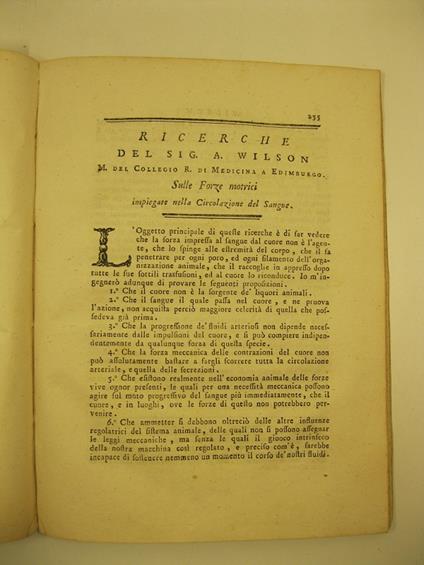 255
RICERCHE
DEL SIG. A. WILSON
M. DEL COLLEGIO R. DI MEDICINA A EDIMBURGO.
Sulle Forze motrici
impiegate nella Circolazione del Sangue.
L'Oggetto principale di queſte ricerche è di far vedere
che la forza impreſſa al ſangue dal cuore non è l'agen-
te, che lo ſpinge alle eſtremità del corpo, che il fa
penetrare per ogni poro, ed ogni filamento dell'or-
ganizzazione animale, che il raccoglie in appreſſo dopo
tutte le ſue ſottili trasfuſioni, ed al cuore lo riconduce. Io m'in-
gegnerò adunque di provare le ſeguenti propoſizioni.
1.º Che il cuore non è la ſorgente de' liquori animali.
2.º Che il ſangue il quale paſſa nel cuore, e ne pruova
l'azione, non acquiſta perciò maggiore celerità di quella che poſ-
ſedeva già prima.
3.º Che la progreſſione de' fluidi arterioſi non dipende neceſ-
ſariamente dalle impulſioni del cuore, e ſi può compiere indipen-
dentemente da qualunque forza di queſta ſpecie.
4.º Che la forza meccanica delle contrazioni del cuore non
può aſſolutamente baſtare a fargli ſcorrere tutta la circolazione
arteriale, e quella delle ſecrezioni.
5.º Che eſiſtono realmente nell'economia animale delle forze
vive ognor preſenti, le quali per una neceſſità meccanica poſſono
agire ſul moto progreſſivo del ſangue più immediatamente, che il
cuore, e in luoghi, ove le forze di queſto non potrebbero per-
venire.
6.º Che ammetter ſi debbono oltreciò delle altre influenze
regolatrici del ſiſtema animale, delle quali non ſi poſſono aſſegnar
le leggi meccaniche, ma ſenza le quali il giuoco intrinſeco
della noſtra macchina così regolato, e preciſo com'è, ſarebbe
incapace di ſoſtenere nemmeno un momento il corſo de' noſtri fluidi.